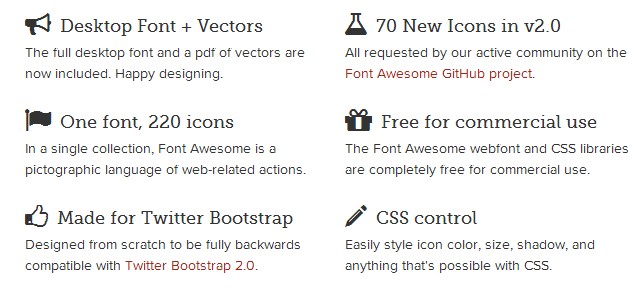 Desktop Font + Vectors
The full desktop font and a pdf of vectors are
now included. Happy designing.
70 New Icons in v2.0
All requested by our active community on the
Font Awesome GitHub project.
One font, 220 icons
In a single collection, Font Awesome is a
pictographic language of web-related actions.
Free for commercial use
The Font Awesome webfont and CSS libraries
are completely free for commercial use.
Made for Twitter Bootstrap
Designed from scratch to be fully backwards
compatible with Twitter Bootstrap 2.0.
CSS control
Easily style icon color, size, shadow, and
anything that's possible with CSS.